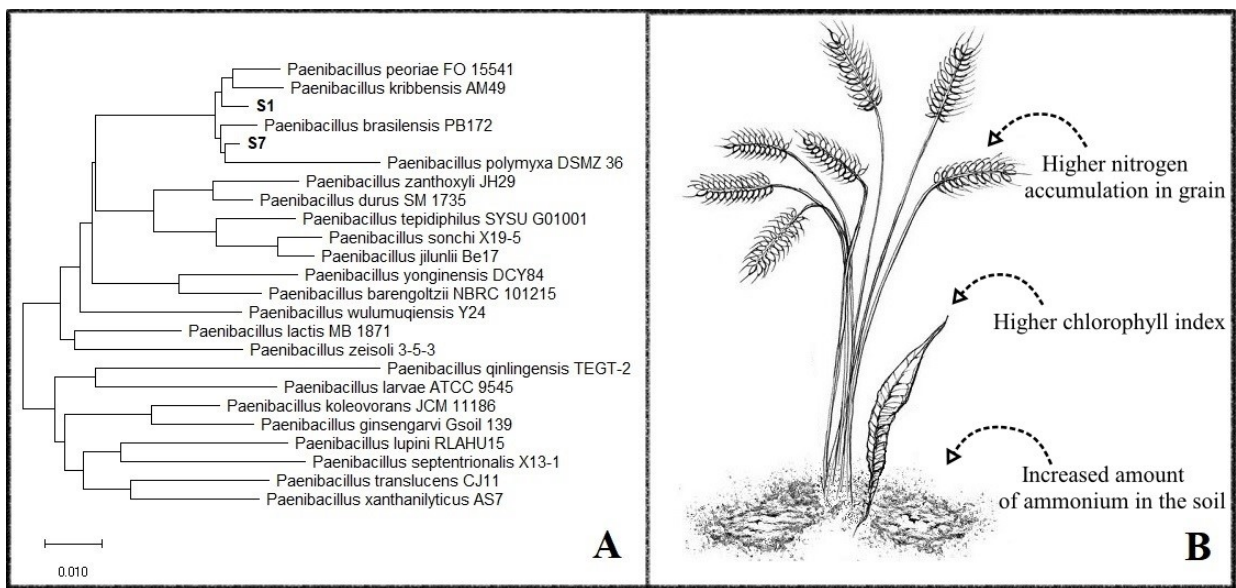 Paenibacillus peoriae FO 15541
Paenibacillus kribbensis AM49
S1
Paenibacillus brasilensis PB172
S7
Paenibacillus polymyxa DSMZ 36
Paenibacillus zanthoxyli JH29
Paenibacillus durus SM 1735
Paenibacillus tepidiphilus SYSU G01001
Paenibacillus sonchi X19-5
Paenibacillus jilunlii Be17
Paenibacillus yonginensis DCY84
Paenibacillus barengoltzii NBRC 101215
Paenibacillus wulumuqiensis Y24
Paenibacillus lactis MB 1871
Paenibacillus zeisoli 3-5-3
Paenibacillus qinlingensis TEGT-2
Paenibacillus larvae ATCC 9545
Paenibacillus koleovorans JCM 11186
Paenibacillus ginsengarvi Gsoil 139
Paenibacillus lupini RLAHU15
Paenibacillus septentrionalis X13-1
Paenibacillus translucens CJ11
Paenibacillus xanthanilyticus AS7
0.010
A
Higher nitrogen
accumulation in grain
Higher chlorophyll index
Increased amount
of ammonium in the soil
B